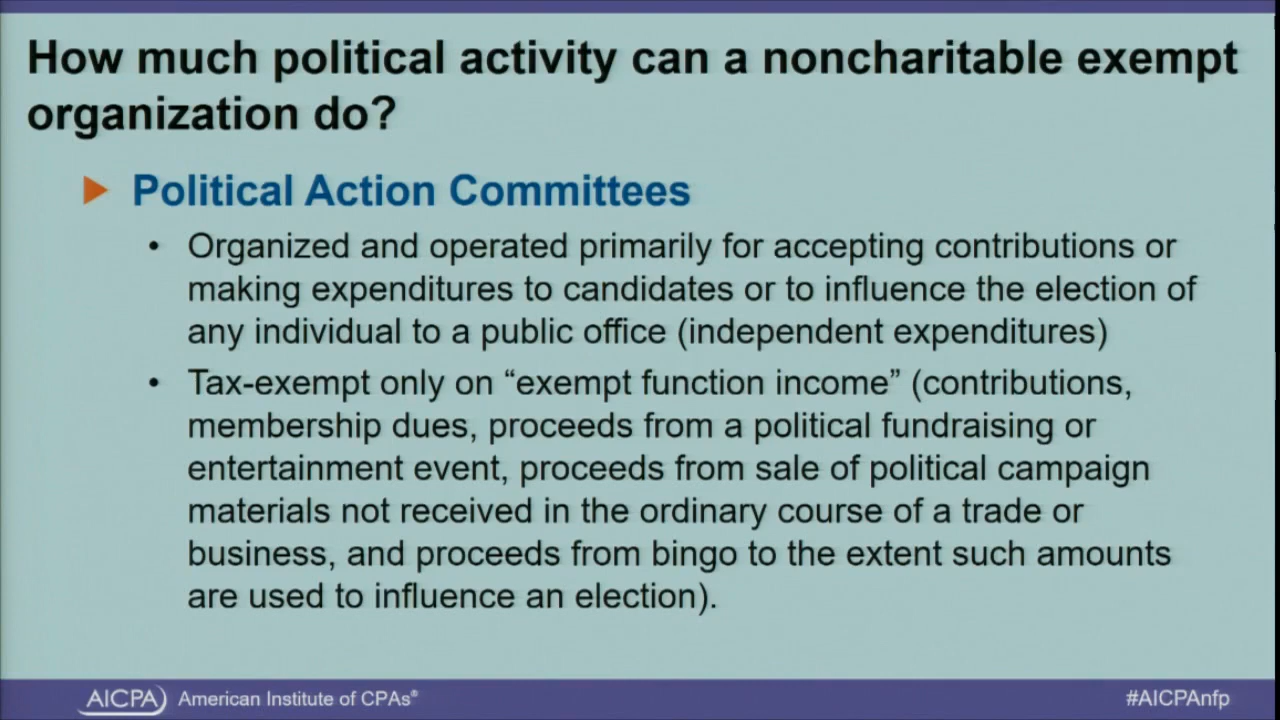 How much political activity can a noncharitable exempt
organization do?
Political Action Committees
• Organized and operated primarily for accepting contributions or
making expenditures to candidates or to influence the election of
any individual to a public office (independent expenditures)
• Tax-exempt only on “exempt function income” (contributions,
membership dues, proceeds from a political fundraising or
entertainment event, proceeds from sale of political campaign
materials not received in the ordinary course of a trade or
business, and proceeds from bingo to the extent such amounts
are used to influence an election).
AICPA American Institute of CPAs®
#AICPAnfp